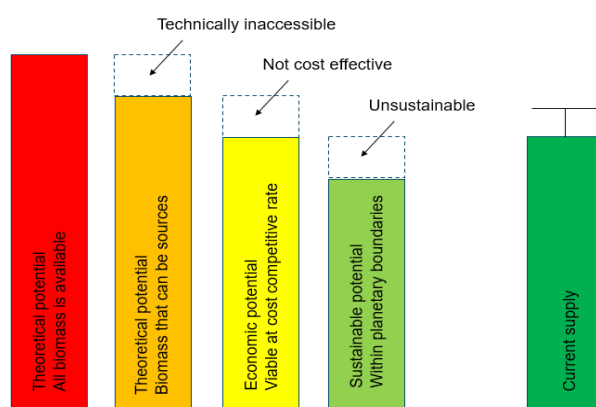 Technically inaccessible
Not cost effective
Unsustainable
Theoretical potential
All biomass is available
Theoretical potential
Biomass that can be sources
Economic potential
Viable at cost competitive rate
Sustainable potential
Within planetary boundaries
Current supply